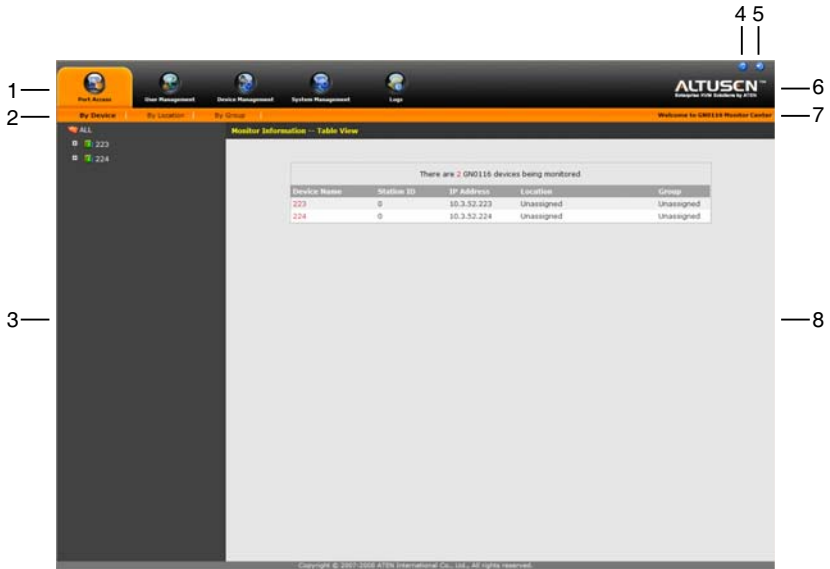 4 5
1
Port Access User Management Device Management System Management Logs
ALTUSEN™
Enterprise KVM Solutions by ATEN
6
2
By Device By Location By Group
Welcome to GN0116 Monitor Center
7
ALL
Monitor Information -- Table View
223
224
There are 2 GN0116 devices being monitored
Device Name Station ID IP Address Location Group
223 0 10.3.52.223 Unassigned Unassigned
224 0 10.3.52.224 Unassigned Unassigned
3
8
Copyright © 2007-2008 ATEN International Co., Ltd., All rights reserved.